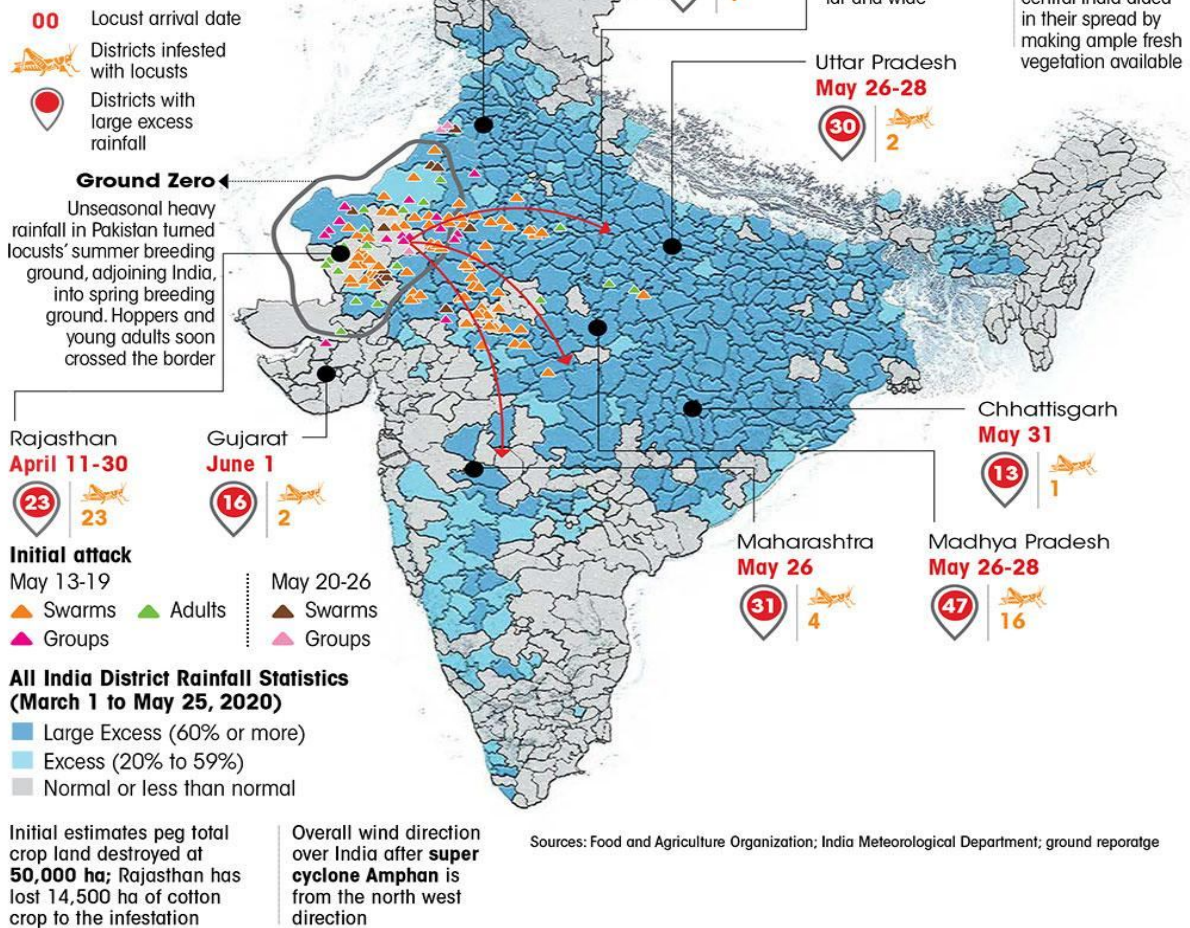 far and wide
central India aided
in their spread by
making ample fresh
vegetation available
00 Locust arrival date
Districts infested
with locusts
Districts with
large excess
rainfall
Uttar Pradesh
May 26-28
30
2
Ground Zero
Unseasonal heavy
rainfall in Pakistan turned
locusts' summer breeding
ground, adjoining India,
into spring breeding
ground. Hoppers and
young adults soon
crossed the border
Rajasthan
April 11-30
23
23
Gujarat
June 1
16
2
Chhattisgarh
May 31
13
1
Maharashtra
May 26
31
4
Madhya Pradesh
May 26-28
47
16
Initial attack
May 13-19
Swarms
Adults
Groups
May 20-26
Swarms
Groups
All India District Rainfall Statistics
(March 1 to May 25, 2020)
Large Excess (60% or more)
Excess (20% to 59%)
Normal or less than normal
Initial estimates peg total
crop land destroyed at
50,000 ha; Rajasthan has
lost 14,500 ha of cotton
crop to the infestation
Overall wind direction
over India after super
cyclone Amphan is
from the north west
direction
Sources: Food and Agriculture Organization; India Meteorological Department; ground reporatge